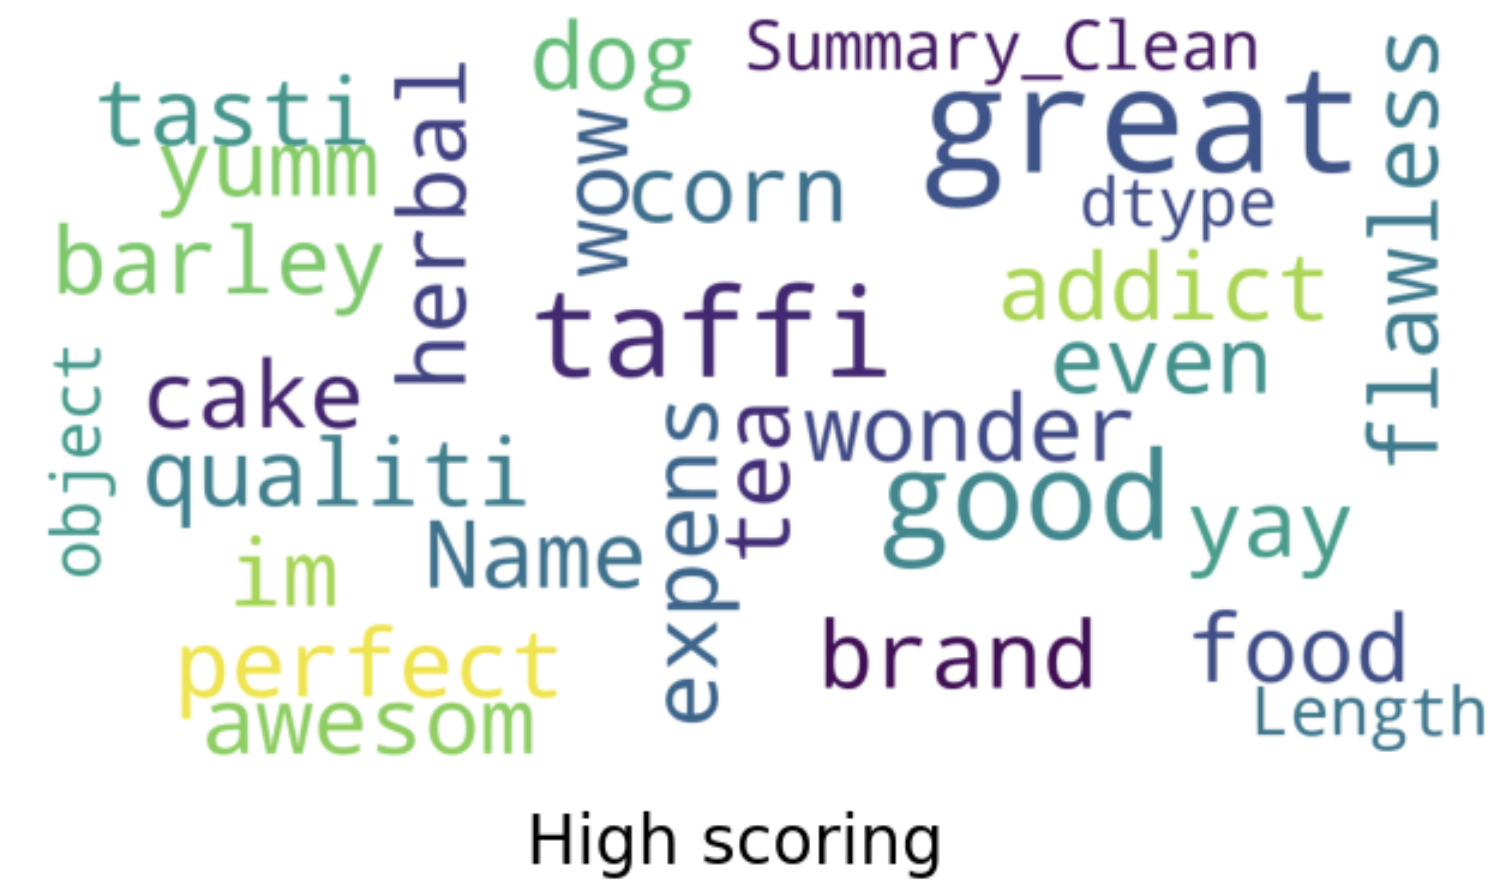 dog
Summary_Clean
tasti
herbal
great
flawless
yumm
wow
corn
dtype
barley
addict
taffi
even
object
cake
expens
tea
wonder
qualiti
good
yay
Name
im
perfect
brand
food
awesom
Length
High scoring